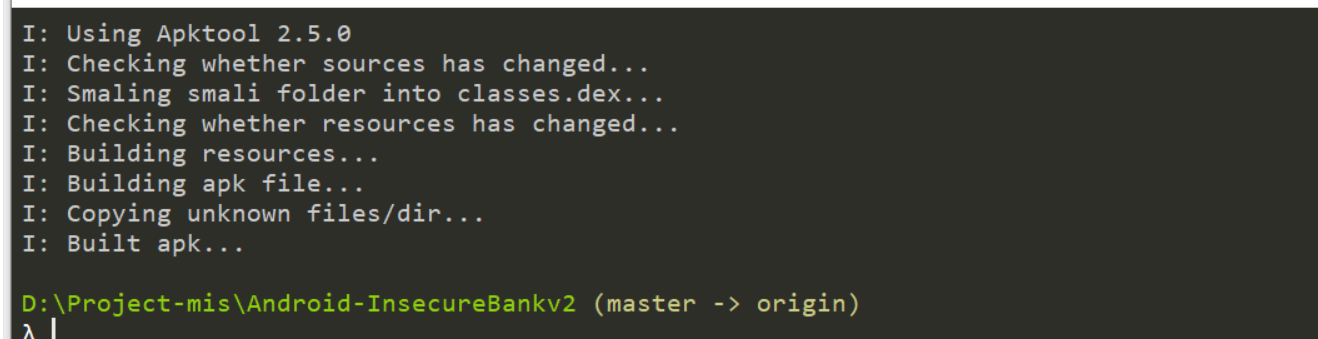 I: Using Apktool 2.5.0
I: Checking whether sources has changed...
I: Smaling smali folder into classes.dex...
I: Checking whether resources has changed...
I: Building resources...
I: Building apk file...
I: Copying unknown files/dir...
I: Built apk...
D:\Project-mis\Android-InsecureBankv2 (master -> origin)
λ